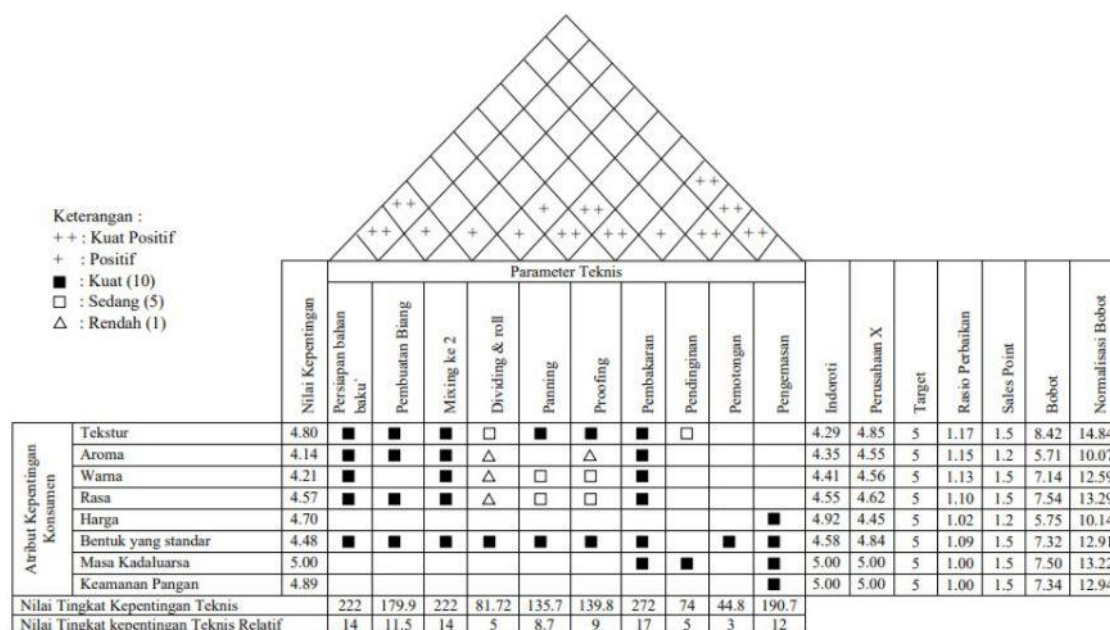 Keterangan :
+ + : Kuat Positif
+ : Positif
■ : Kuat (10)
□ : Sedang (5)
△ : Rendah (1)
Parameter Teknis
Nilai Kepentingan
Persiapan bahan baku`
Pembuatan Biang
Mixing ke 2
Dividing & roll
Panning
Proofing
Pembakaran
Pendinginan
Pemotongan
Pengemasan
Indoroti
Perusahaan X
Target
Rasio Perbaikan
Sales Point
Bobot
Normalisasi Bobot
Atribut Kepentingan Konsumen
Tekstur 4.80 ■ ■ ■ □ ■ ■ ■ □ 4.29 4.85 5 1.17 1.5 8.42 14.84
Aroma 4.14 ■ ■ ■ △ △ ■ 4.35 4.55 5 1.15 1.2 5.71 10.07
Warna 4.21 ■ ■ △ □ □ ■ 4.41 4.56 5 1.13 1.5 7.14 12.59
Rasa 4.57 ■ ■ ■ △ □ □ ■ 4.55 4.62 5 1.10 1.5 7.54 13.29
Harga 4.70 ■ 4.92 4.45 5 1.02 1.2 5.75 10.14
Bentuk yang standar 4.48 ■ ■ ■ ■ ■ ■ ■ ■ ■ 4.58 4.84 5 1.09 1.5 7.32 12.91
Masa Kadaluarsa 5.00 ■ ■ ■ 5.00 5.00 5 1.00 1.5 7.50 13.22
Keamanan Pangan 4.89 ■ 5.00 5.00 5 1.00 1.5 7.34 12.94
Nilai Tingkat Kepentingan Teknis 222 179.9 222 81.72 135.7 139.8 272 74 44.8 190.7
Nilai Tingkat kepentingan Teknis Relatif 14 11.5 14 5 8.7 9 17 5 3 12